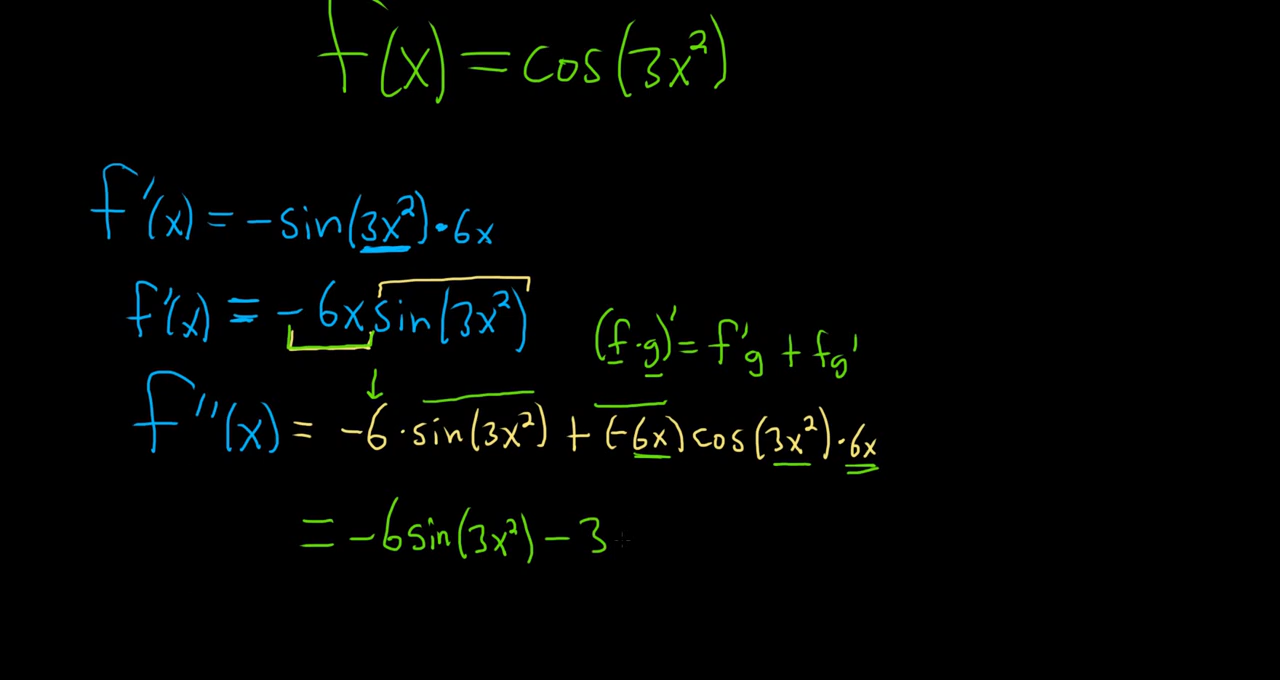 f(x) = cos(3x²)
f'(x) = -sin(3x²)·6x
f'(x) = -6x sin(3x²)
(f·g)' = f'g + fg'
f''(x) = -6·sin(3x²) + (-6x) cos(3x²)·6x
= -6sin(3x²) - 3